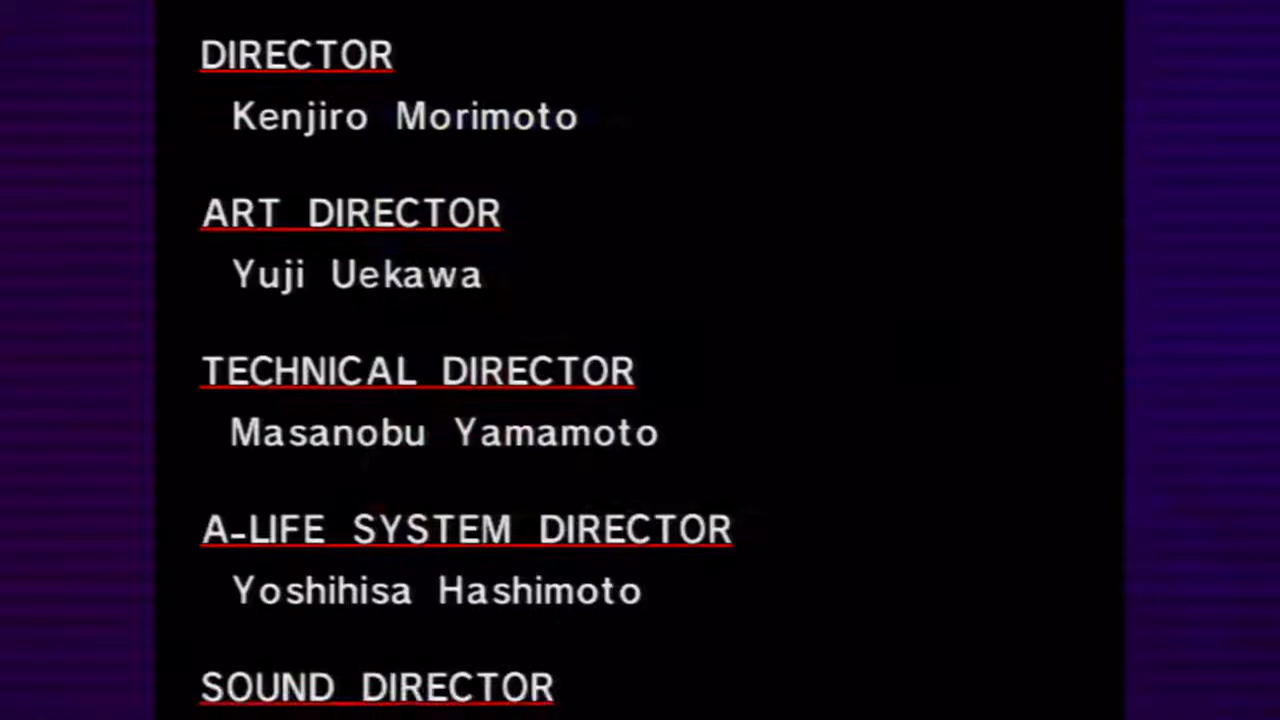 DIRECTOR
Kenjiro Morimoto
ART DIRECTOR
Yuji Uekawa
TECHNICAL DIRECTOR
Masanobu Yamamoto
A-LIFE SYSTEM DIRECTOR
Yoshihisa Hashimoto
SOUND DIRECTOR